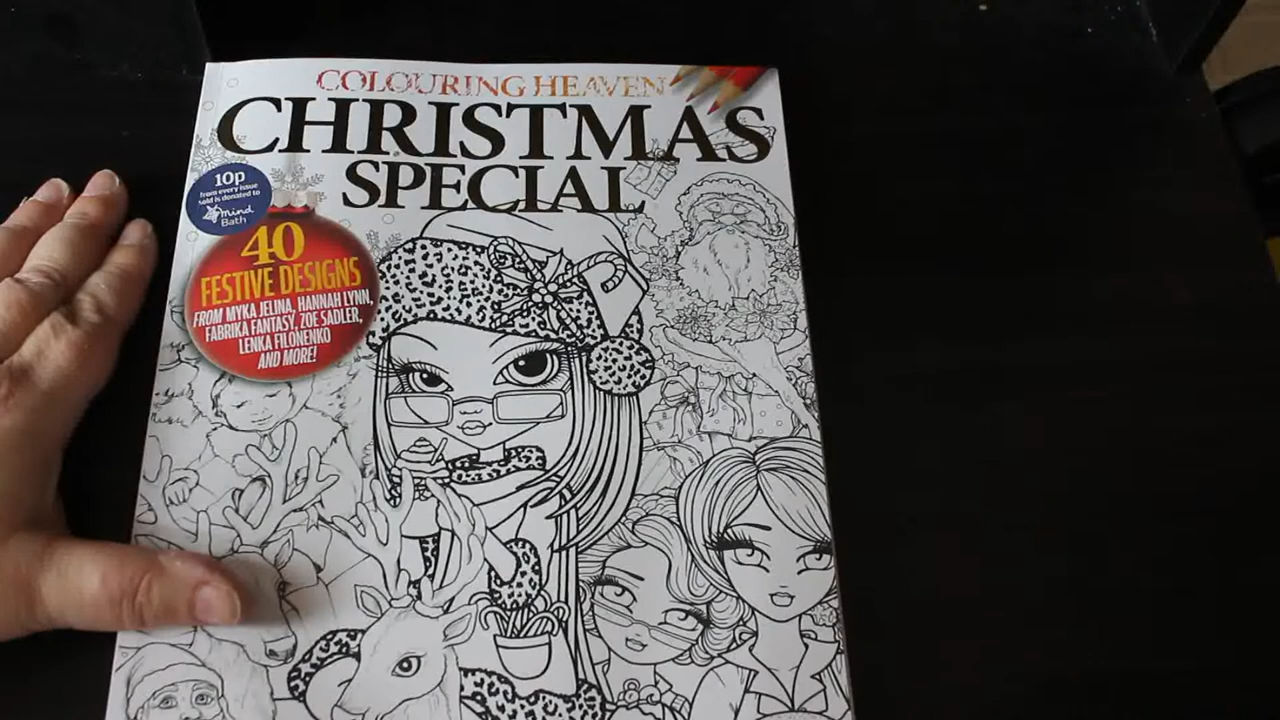 COLOURING HEAVEN
CHRISTMAS
SPECIAL
10p
from every issue
sold is donated to
mind
Bath
40
FESTIVE DESIGNS
FROM MYKA JELINA, HANNAH LYNN,
FABRIKA FANTASY, ZOE SADLER,
LENKA FILONENKO
AND MORE!